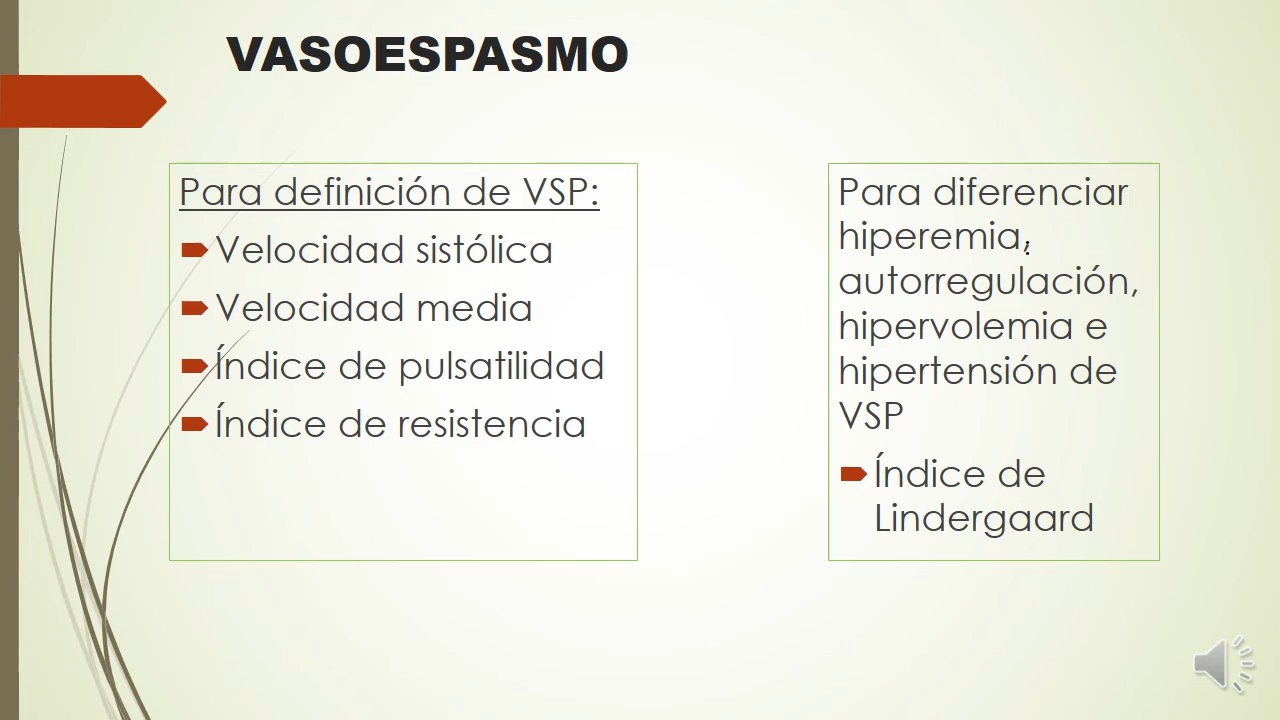 VASOESPASMO
Para definición de VSP:
Velocidad sistólica
Velocidad media
Índice de pulsatilidad
Índice de resistencia
Para diferenciar
hiperemia,
autorregulación,
hipervolemia e
hipertensión de
VSP
Índice de
Lindergaard